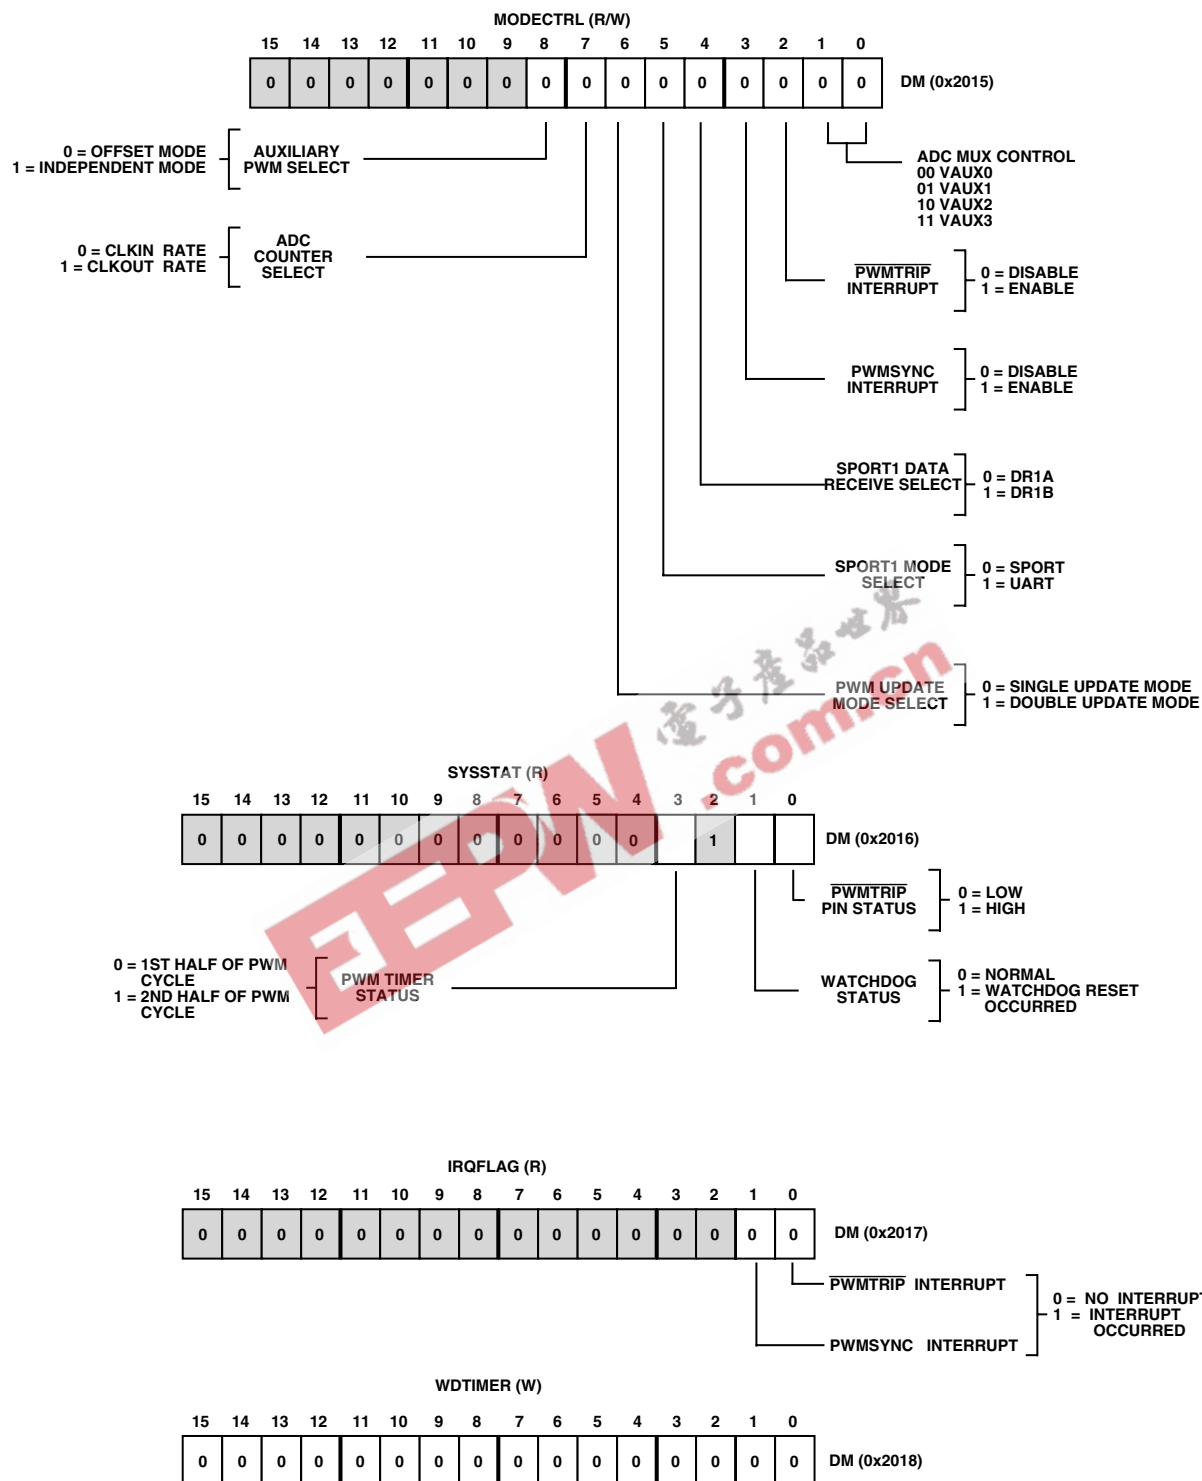 MODECTRL (R/W)
15 14 13 12 11 10 9 8 7 6 5 4 3 2 1 0
0 0 0 0 0 0 0 0 0 0 0 0 0 0 0 0 DM (0x2015)
0 = OFFSET MODE
1 = INDEPENDENT MODE
AUXILIARY
PWM SELECT
ADC MUX CONTROL
00 VAUX0
01 VAUX1
10 VAUX2
11 VAUX3
0 = CLKIN RATE
1 = CLKOUT RATE
ADC
COUNTER
SELECT
PWMTRIP
INTERRUPT
0 = DISABLE
1 = ENABLE
PWMSYNC
INTERRUPT
0 = DISABLE
1 = ENABLE
SPORT1 DATA
RECEIVE SELECT
0 = DR1A
1 = DR1B
SPORT1 MODE
SELECT
0 = SPORT
1 = UART
PWM UPDATE
MODE SELECT
0 = SINGLE UPDATE MODE
1 = DOUBLE UPDATE MODE
電子產品世界
EEPW.com.cn
SYSSTAT (R)
15 14 13 12 11 10 9 8 7 6 5 4 3 2 1 0
0 0 0 0 0 0 0 0 0 0 0 0 1 DM (0x2016)
PWMTRIP
PIN STATUS
0 = LOW
1 = HIGH
0 = 1ST HALF OF PWM
CYCLE
1 = 2ND HALF OF PWM
CYCLE
PWM TIMER
STATUS
WATCHDOG
STATUS
0 = NORMAL
1 = WATCHDOG RESET
OCCURRED
IRQFLAG (R)
15 14 13 12 11 10 9 8 7 6 5 4 3 2 1 0
0 0 0 0 0 0 0 0 0 0 0 0 0 0 0 0 DM (0x2017)
PWMTRIP INTERRUPT
PWMSYNC INTERRUPT
0 = NO INTERRUPT
1 = INTERRUPT
OCCURRED
WDTIMER (W)
15 14 13 12 11 10 9 8 7 6 5 4 3 2 1 0
0 0 0 0 0 0 0 0 0 0 0 0 0 0 0 0 DM (0x2018)